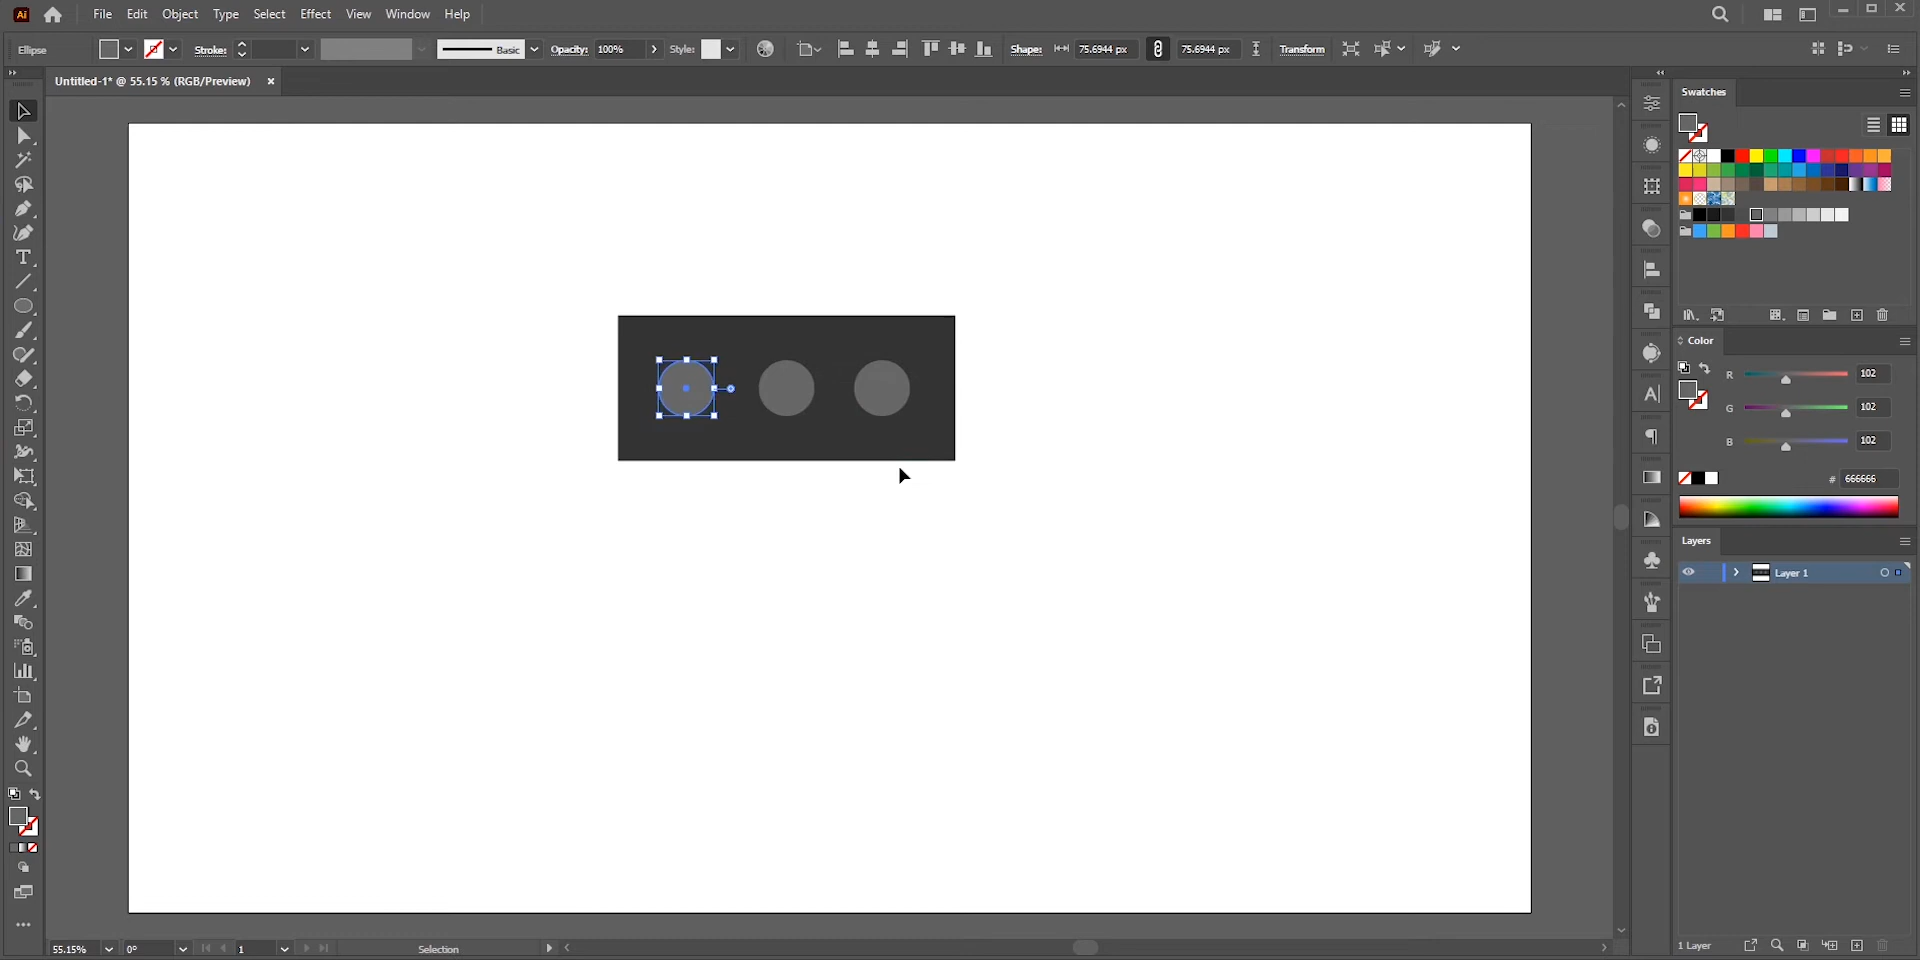 Ai File Edit Object Type Select Effect View Window Help
Ellipse Stroke: Basic Opacity: 100% Style: Shape: 75.6944 px 75.6944 px Transform
Untitled-1* @ 55.15 % (RGB/Preview) ×
Swatches
Color
R 102
G 102
B 102
# 666666
Layers
Layer 1
55.15% 0° 1 Selection
1 Layer